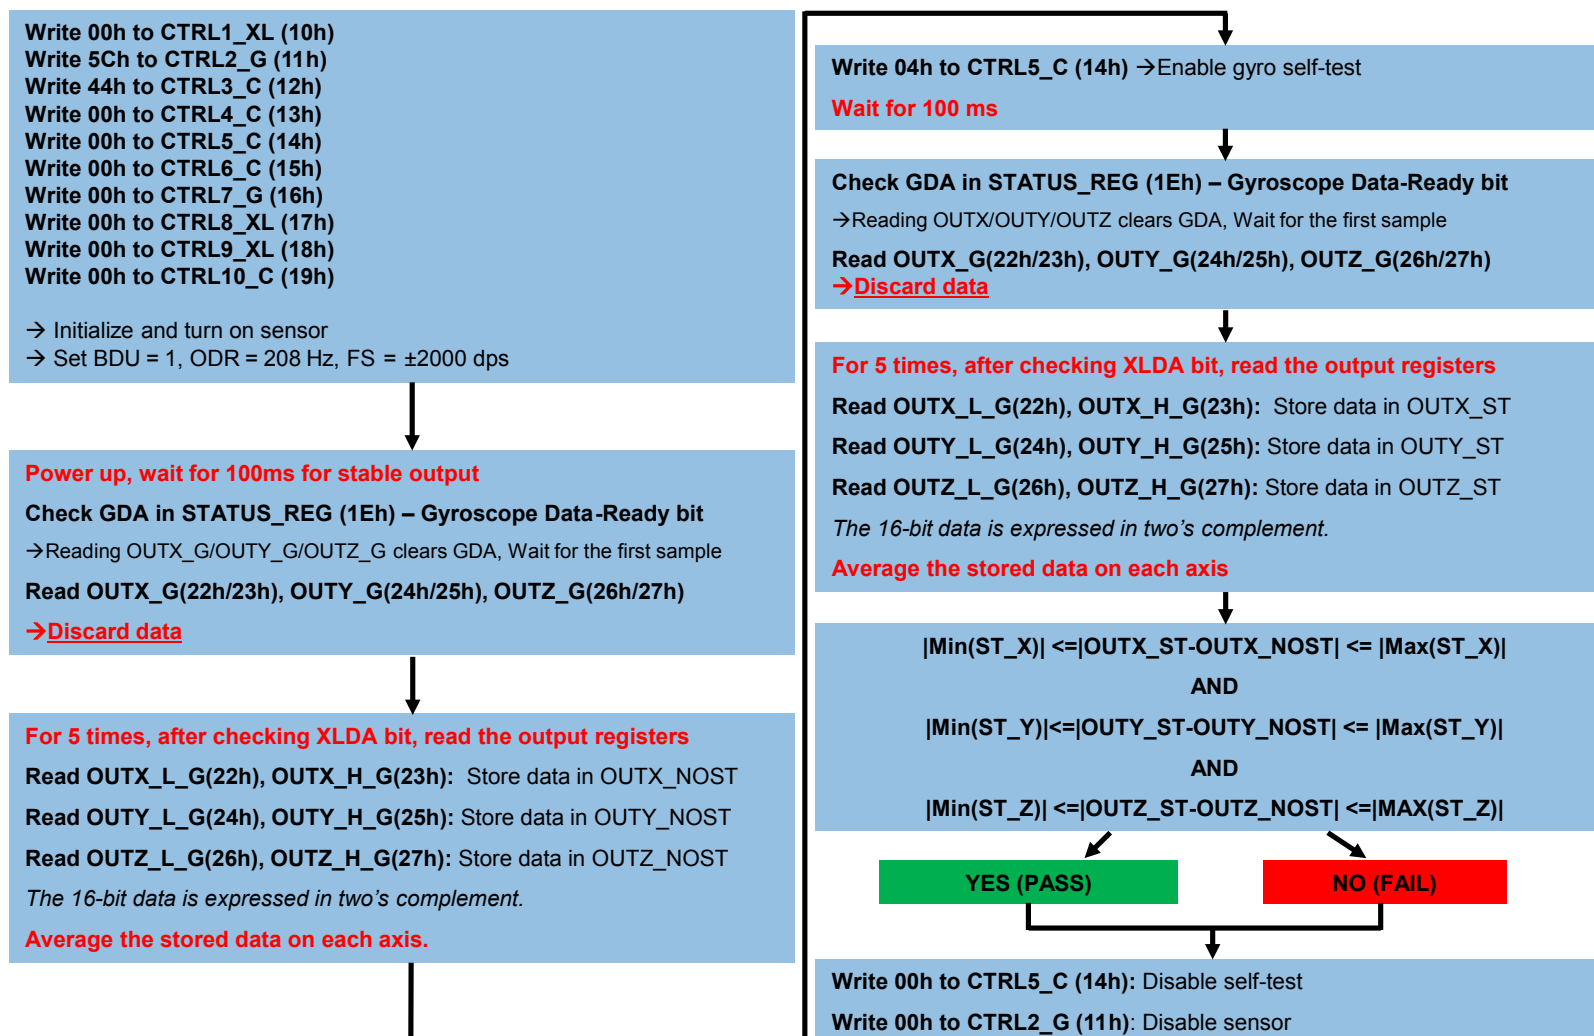 Write 00h to CTRL1_XL (10h)
Write 5Ch to CTRL2_G (11h)
Write 44h to CTRL3_C (12h)
Write 00h to CTRL4_C (13h)
Write 00h to CTRL5_C (14h)
Write 00h to CTRL6_C (15h)
Write 00h to CTRL7_G (16h)
Write 00h to CTRL8_XL (17h)
Write 00h to CTRL9_XL (18h)
Write 00h to CTRL10_C (19h)
→ Initialize and turn on sensor
→ Set BDU = 1, ODR = 208 Hz, FS = ±2000 dps
Power up, wait for 100ms for stable output
Check GDA in STATUS_REG (1Eh) – Gyroscope Data-Ready bit
→Reading OUTX_G/OUTY_G/OUTZ_G clears GDA, Wait for the first sample
Read OUTX_G(22h/23h), OUTY_G(24h/25h), OUTZ_G(26h/27h)
→Discard data
For 5 times, after checking XLDA bit, read the output registers
Read OUTX_L_G(22h), OUTX_H_G(23h): Store data in OUTX_NOST
Read OUTY_L_G(24h), OUTY_H_G(25h): Store data in OUTY_NOST
Read OUTZ_L_G(26h), OUTZ_H_G(27h): Store data in OUTZ_NOST
The 16-bit data is expressed in two's complement.
Average the stored data on each axis.
Write 04h to CTRL5_C (14h) →Enable gyro self-test
Wait for 100 ms
Check GDA in STATUS_REG (1Eh) – Gyroscope Data-Ready bit
→Reading OUTX/OUTY/OUTZ clears GDA, Wait for the first sample
Read OUTX_G(22h/23h), OUTY_G(24h/25h), OUTZ_G(26h/27h)
→Discard data
For 5 times, after checking XLDA bit, read the output registers
Read OUTX_L_G(22h), OUTX_H_G(23h): Store data in OUTX_ST
Read OUTY_L_G(24h), OUTY_H_G(25h): Store data in OUTY_ST
Read OUTZ_L_G(26h), OUTZ_H_G(27h): Store data in OUTZ_ST
The 16-bit data is expressed in two's complement.
Average the stored data on each axis
|Min(ST_X)| <=|OUTX_ST-OUTX_NOST| <= |Max(ST_X)|
AND
|Min(ST_Y)|<=|OUTY_ST-OUTY_NOST| <= |Max(ST_Y)|
AND
|Min(ST_Z)| <=|OUTZ_ST-OUTZ_NOST| <=|MAX(ST_Z)|
YES (PASS)
NO (FAIL)
Write 00h to CTRL5_C (14h): Disable self-test
Write 00h to CTRL2_G (11h): Disable sensor